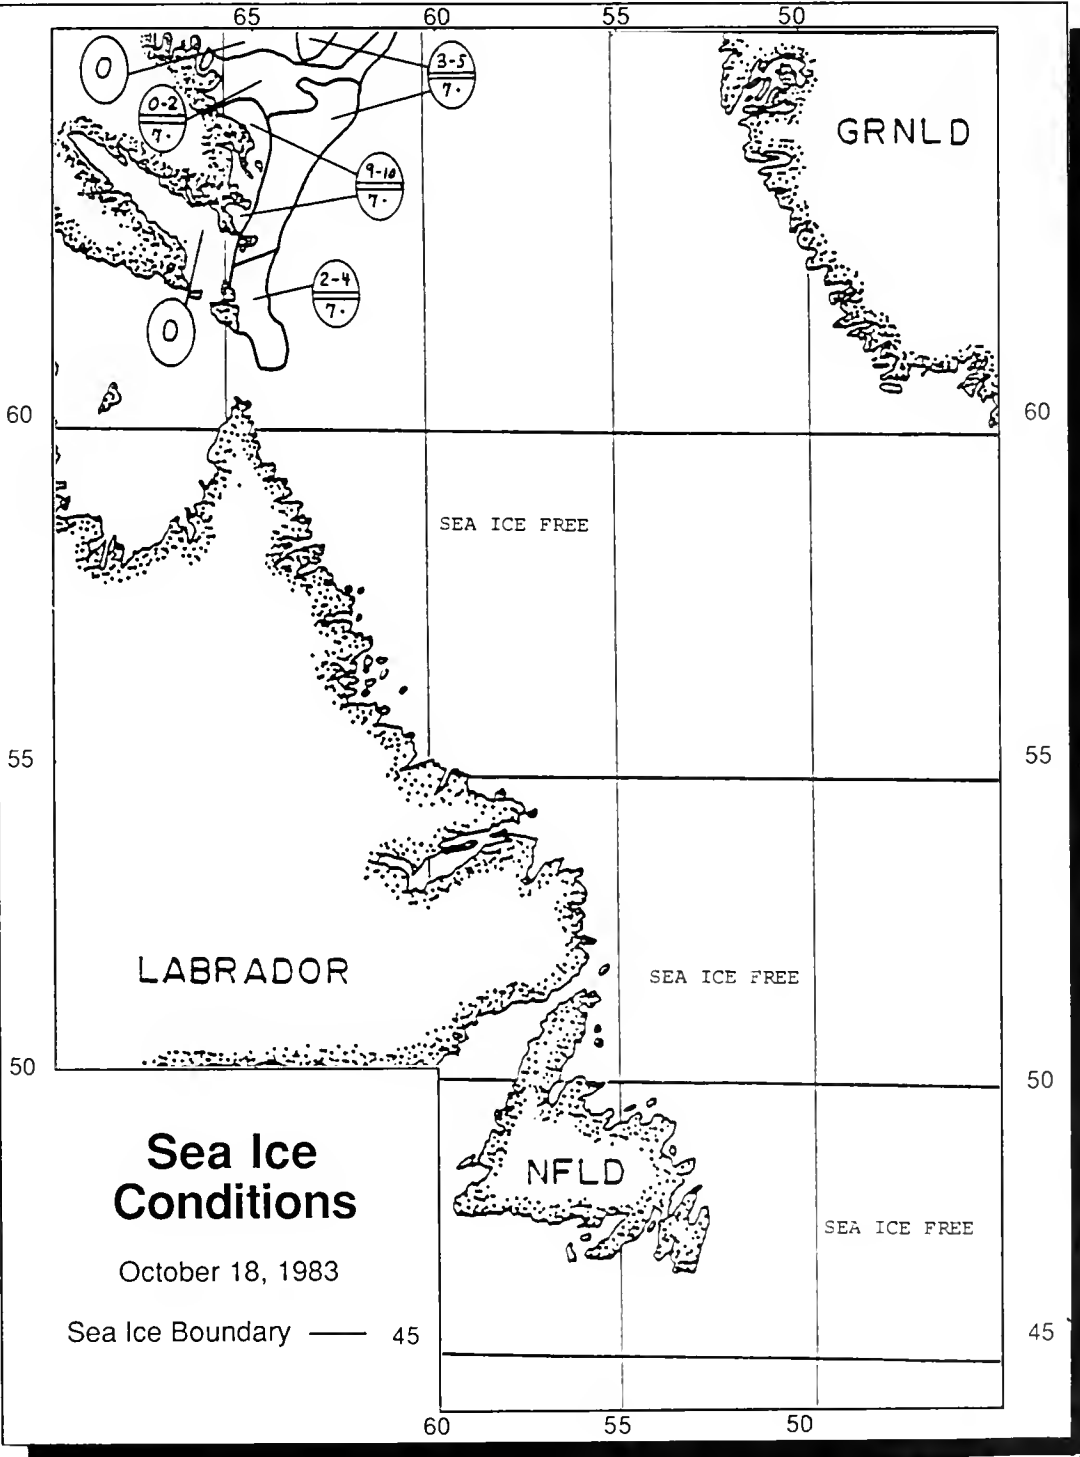 65 60 55 50
0
3-5
7·
0-2
7·
GRNLD
9-10
7·
2-4
7·
0
60 60
SEA ICE FREE
55 55
LABRADOR
SEA ICE FREE
50 50
Sea Ice
Conditions
NFLD
SEA ICE FREE
October 18, 1983
Sea Ice Boundary 45 45
60 55 50